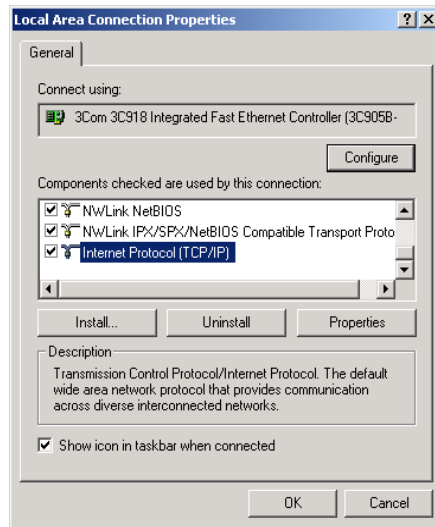 Local Area Connection Properties
General
Connect using:
3Com 3C918 Integrated Fast Ethernet Controller (3C905B-
Configure
Components checked are used by this connection:
NWLink NetBIOS
NWLink IPX/SPX/NetBIOS Compatible Transport Proto
Internet Protocol (TCP/IP)
Install... Uninstall Properties
Description
Transmission Control Protocol/Internet Protocol. The default
wide area network protocol that provides communication
across diverse interconnected networks.
Show icon in taskbar when connected
OK Cancel